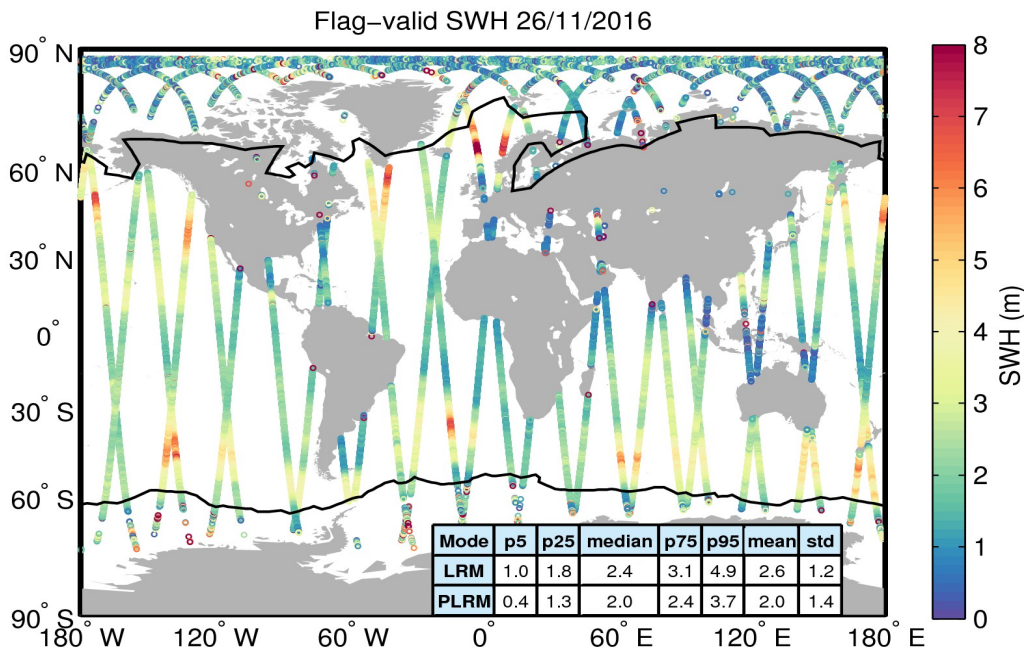 Flag−valid SWH 26/11/2016
90° N
60° N
30° N
0°
30° S
60° S
90° S
180° W
120° W
60° W
0°
60° E
120° E
180° E
Mode p5 p25 median p75 p95 mean std
LRM 1.0 1.8 2.4 3.1 4.9 2.6 1.2
PLRM 0.4 1.3 2.0 2.4 3.7 2.0 1.4
8
7
6
5
4
3
2
1
0
SWH (m)